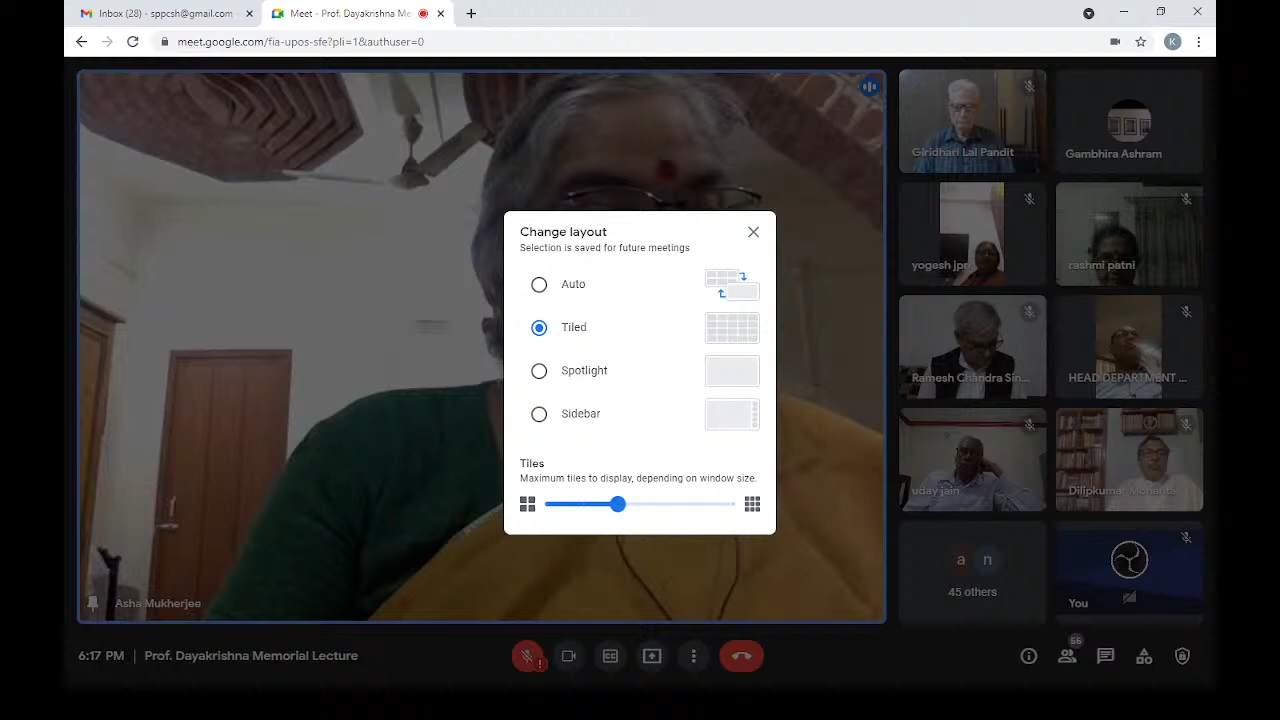 Inbox (28) - sppcsh@gmail.com
Meet - Prof. Dayakrishna Me
meet.google.com/fia-upos-sfe?pli=1&authuser=0
K
Giridhari Lal Pandit
Gambhira Ashram
yogesh jpr
rashmi patni
Ramesh Chandra Sin...
HEAD DEPARTMENT ...
uday jain
Dilipkumar Mohanta
a n
45 others
You
Change layout
Selection is saved for future meetings
Auto
Tiled
Spotlight
Sidebar
Tiles
Maximum tiles to display, depending on window size.
Asha Mukherjee
6:17 PM | Prof. Dayakrishna Memorial Lecture
CC